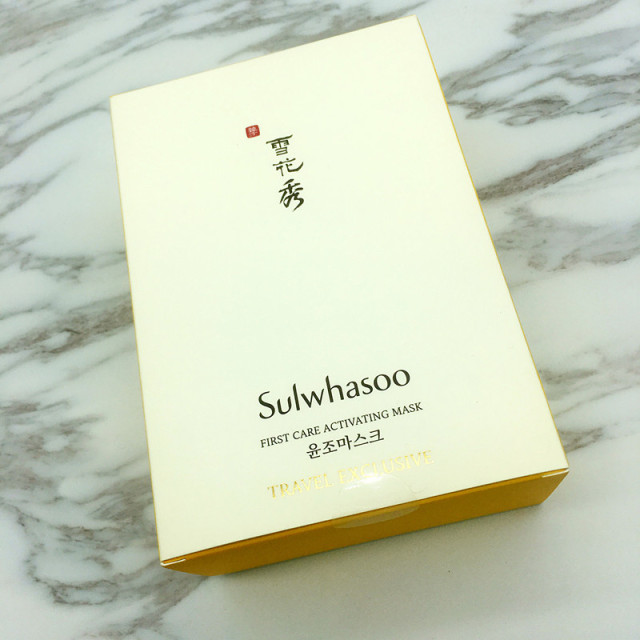 雪花秀
Sulwhasoo
FIRST CARE ACTIVATING MASK
윤조마스크
TRAVEL EXCLUSIVE